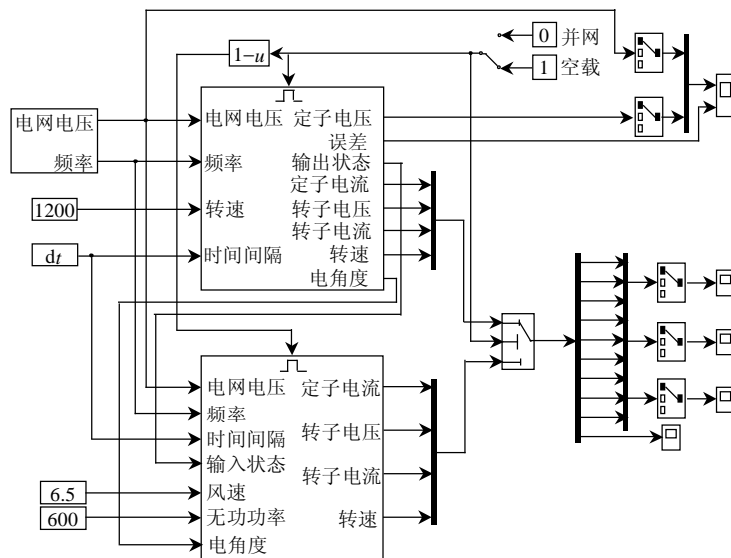 0 并网
1−u
1 空载
电网电压
频率
电网电压
频率
转速
时间间隔
定子电压
误差
输出状态
定子电流
转子电压
转子电流
转速
电角度
1200
dt
电网电压
频率
时间间隔
输入状态
风速
无功功率
电角度
定子电流
转子电压
转子电流
转速
6.5
600